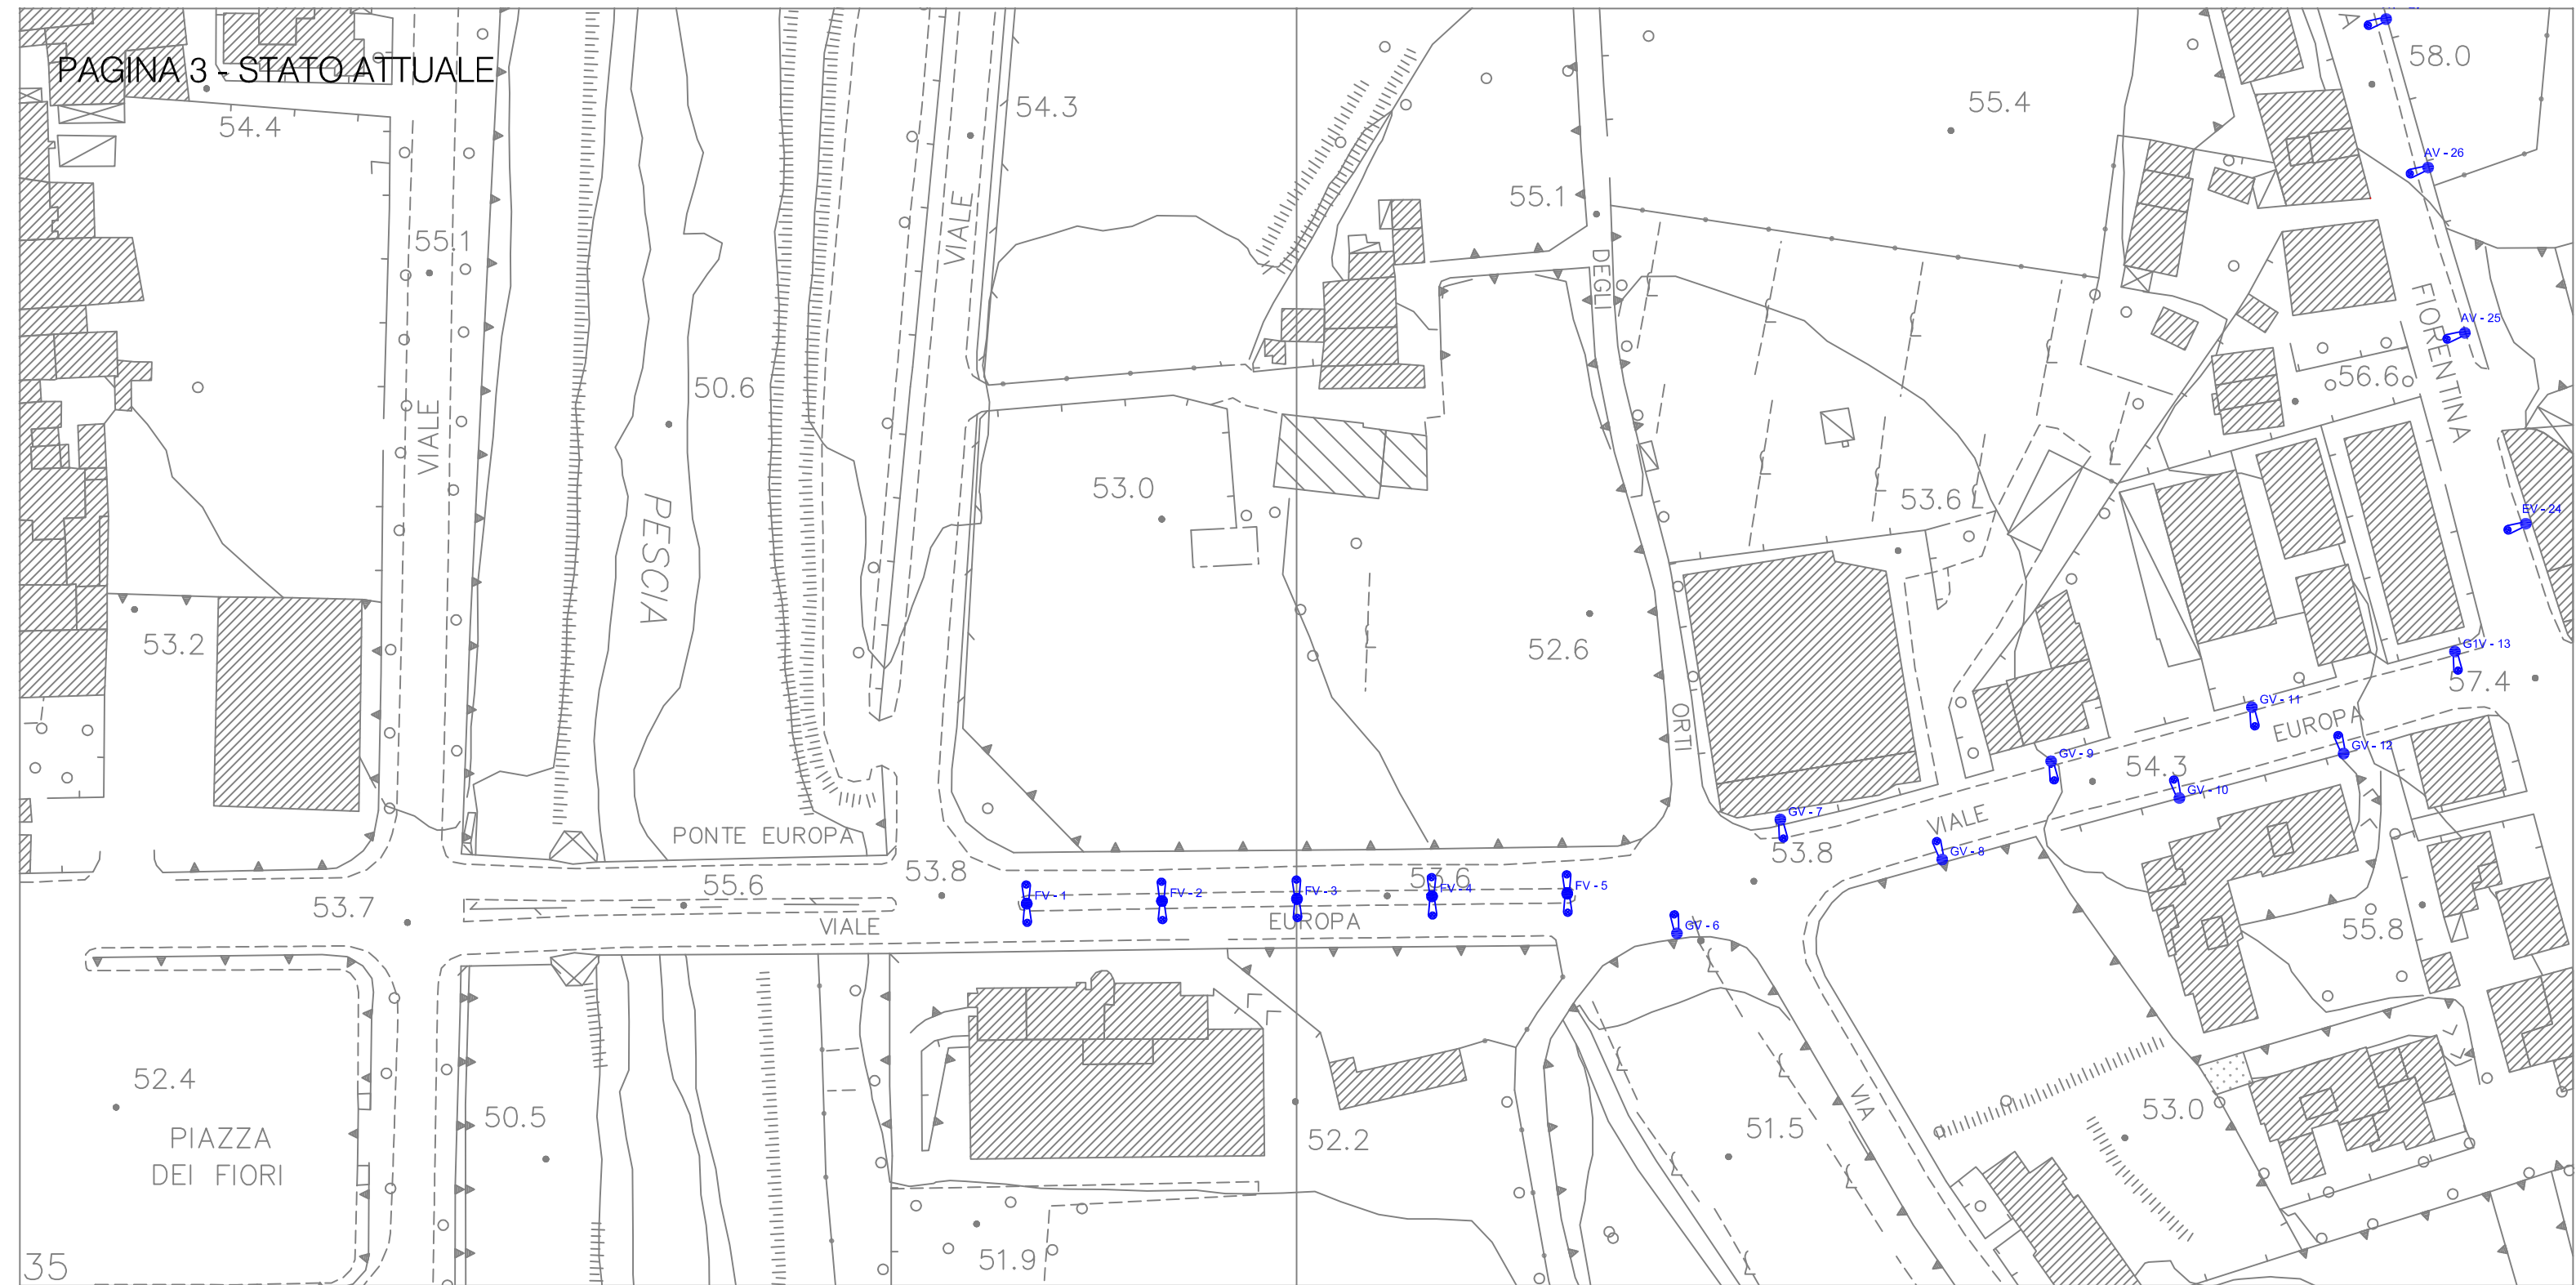 PAGINA 3 - STATO ATTUALE
58.0
54.4
54.3
55.4
AV - 26
55.1
55.1
VIALE
DEGLI
FIORENTINA
AV - 25
50.6
56.6
VIALE
53.0
53.6
PESCIA
EV - 24
53.2
52.6
G1V - 13
57.4
GV - 11
ORTI
EUROPA
GV - 12
GV - 9
54.3
GV - 10
GV - 7
VIALE
PONTE EUROPA
53.8
GV - 8
53.8
55.6
53.6
FV - 1
FV - 2
FV - 3
FV - 4
FV - 5
53.7
VIALE
EUROPA
GV - 6
55.8
52.4
50.5
VIA
53.0
PIAZZA
DEI FIORI
52.2
51.5
51.9
35